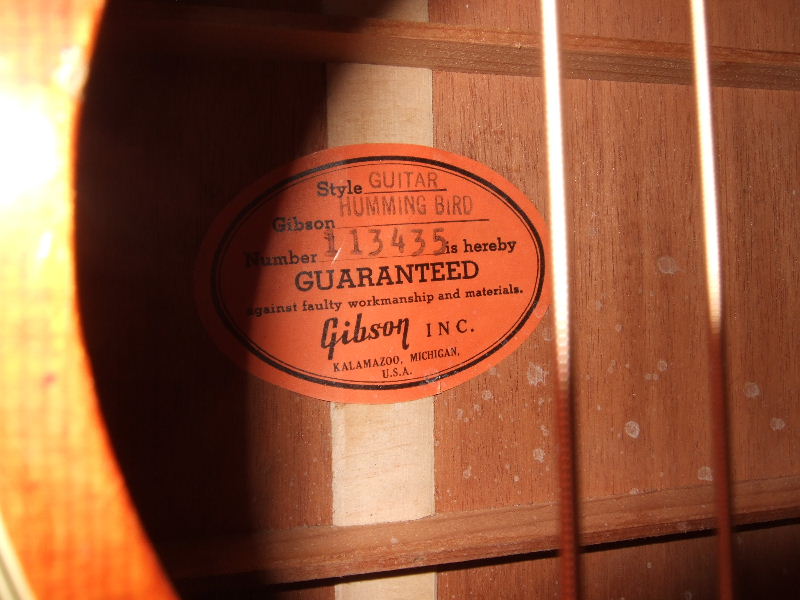 Style GUITAR
Gibson HUMMING BIRD
Number 113435 is hereby
GUARANTEED
against faulty workmanship and materials.
Gibson INC.
KALAMAZOO, MICHIGAN,
U.S.A.